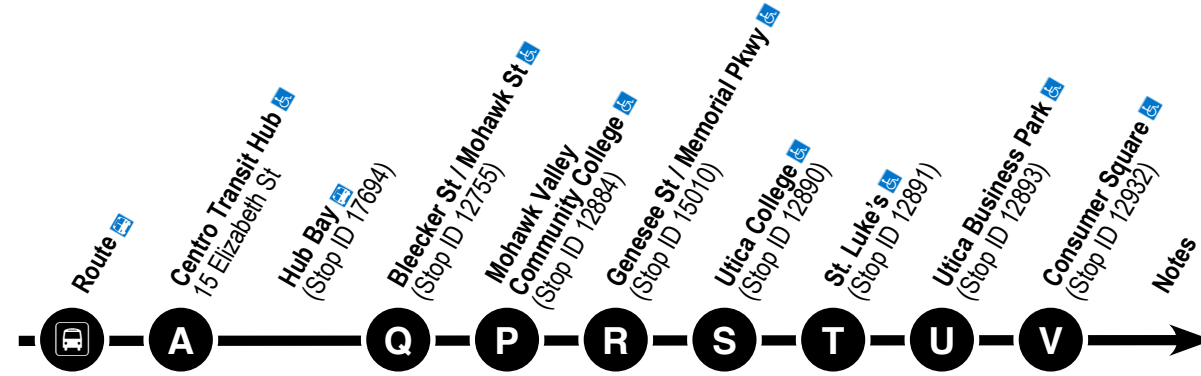 Route
Centro Transit Hub
15 Elizabeth St
Hub Bay
(Stop ID 17694)
Bleecker St / Mohawk St
(Stop ID 12755)
Mohawk Valley
Community College
(Stop ID 12884)
Genesee St / Memorial Pkwy
(Stop ID 15010)
Utica College
(Stop ID 12890)
St. Luke's
(Stop ID 12891)
Utica Business Park
(Stop ID 12893)
Consumer Square
(Stop ID 12932)
Notes
A
Q
P
R
S
T
U
V